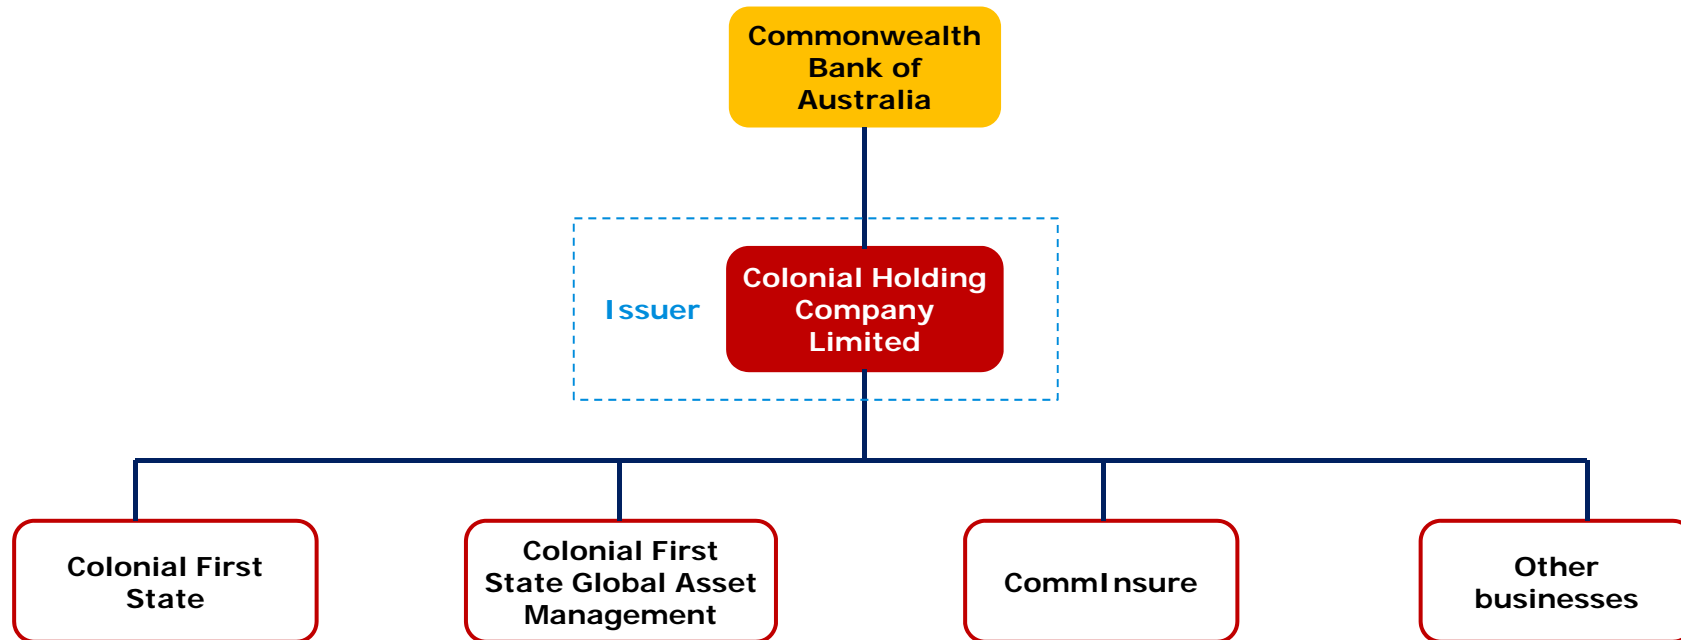 Commonwealth
Bank of
Australia
Issuer
Colonial Holding
Company
Limited
Colonial First
State
Colonial First
State Global Asset
Management
CommInsure
Other
businesses